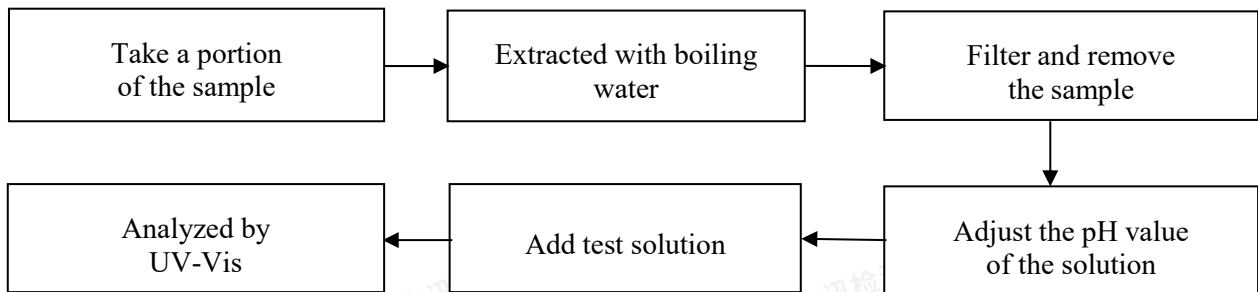 Take a portion
of the sample
Extracted with boiling
water
Filter and remove
the sample
Adjust the pH value
of the solution
Add test solution
Analyzed by
UV-Vis